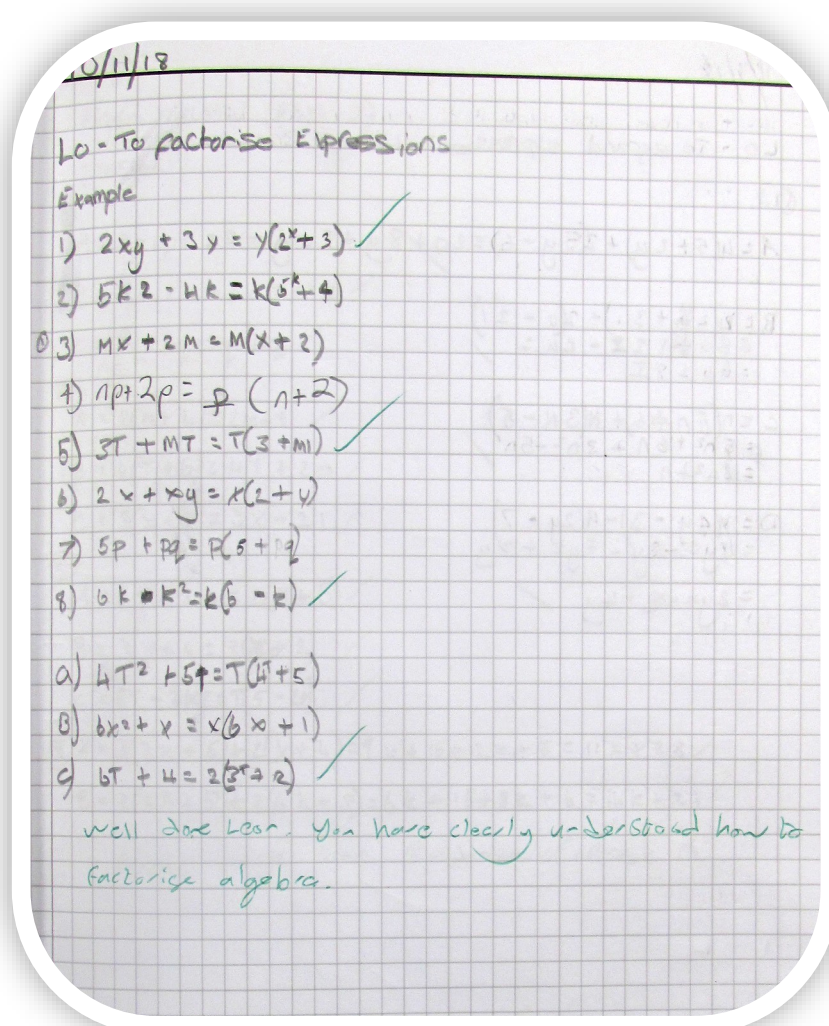 10/11/18
LO - To factorise Expressions
Example
1) 2xy + 3y = y(2x + 3)
2) 5k2 - 4k = k(5k + 4)
3) mx + 2m = m(x + 2)
4) np + 2p = p (n + 2)
5) 3T + MT = T(3 + m)
6) 2x + xy = x(2 + y)
7) 5p + pq = p(5 + q)
8) 6k - k² = k(6 - k)
a) 4T² + 5T = T(4T + 5)
B) 6x² + x = x(6x + 1)
c) 6T + 4 = 2(3T + 2)
well done Leon. You have clearly understood how to
factorise algebra.